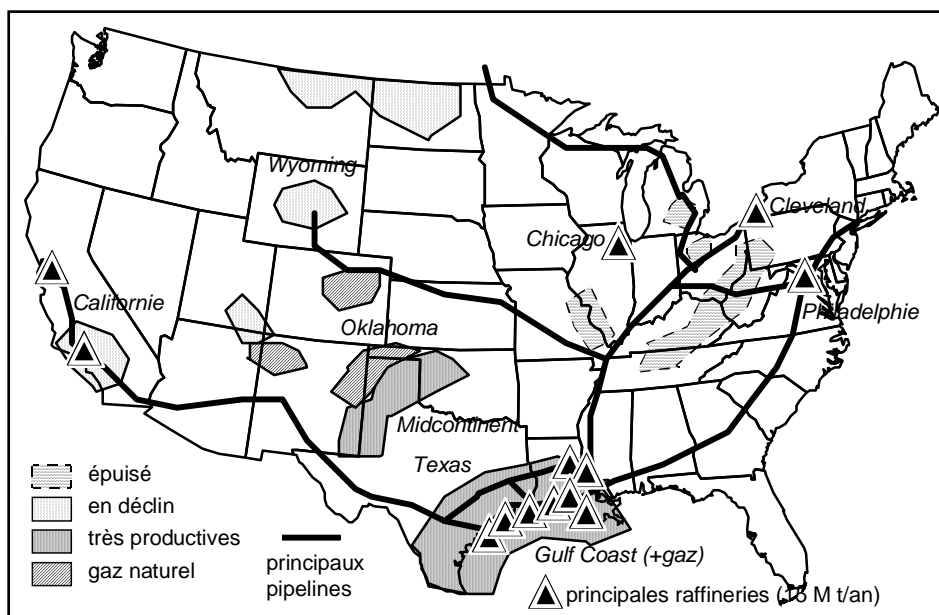 Wyoming
Cleveland
Chicago
Californie
Oklahoma
Philadelphie
Midcontinent
Texas
épuisé
en déclin
très productives
gaz naturel
principaux
pipelines
Gulf Coast (+gaz)
principales raffineries (15 M t/an)